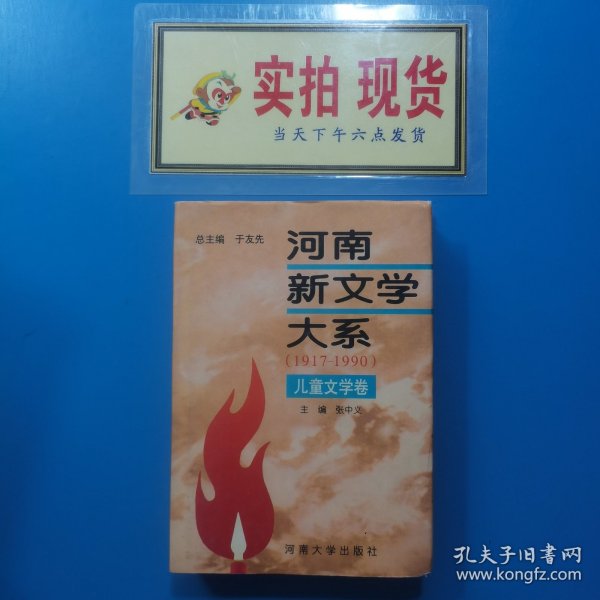 实拍 现货
当天下午六点发货
总主编 于友先
河南
新文学
大系
(1917-1990)
儿童文学卷
主 编 张中义
河南大学出版社
孔夫子旧书网
www.kongfz.com